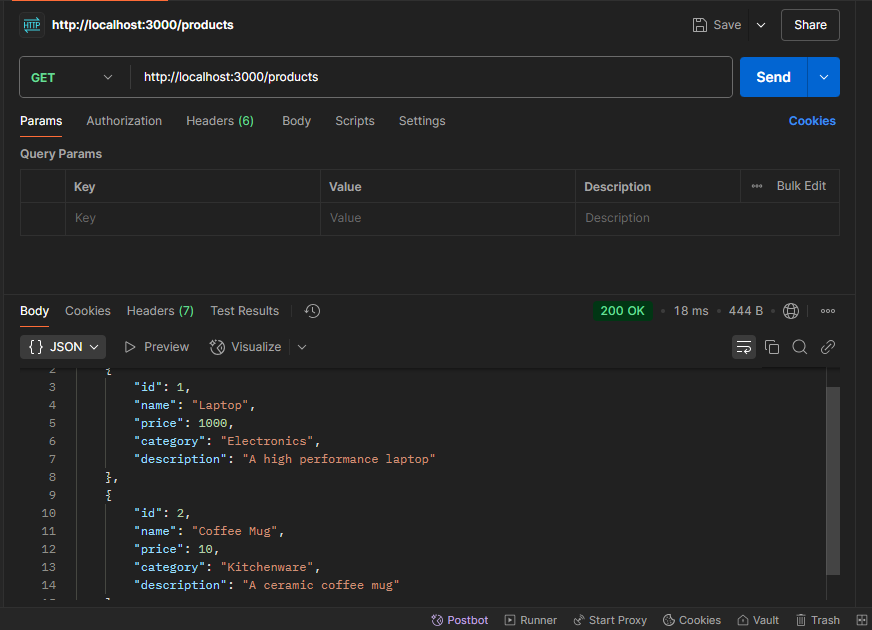 HTTP http://localhost:3000/products Save Share
GET http://localhost:3000/products Send
Params Authorization Headers (6) Body Scripts Settings Cookies
Query Params
Key Value Description Bulk Edit
Key Value Description
Body Cookies Headers (7) Test Results 200 OK 18 ms 444 B
{} JSON Preview Visualize
2 {
3 "id": 1,
4 "name": "Laptop",
5 "price": 1000,
6 "category": "Electronics",
7 "description": "A high performance laptop"
8 },
9 {
10 "id": 2,
11 "name": "Coffee Mug",
12 "price": 10,
13 "category": "Kitchenware",
14 "description": "A ceramic coffee mug"
Postbot Runner Start Proxy Cookies Vault Trash